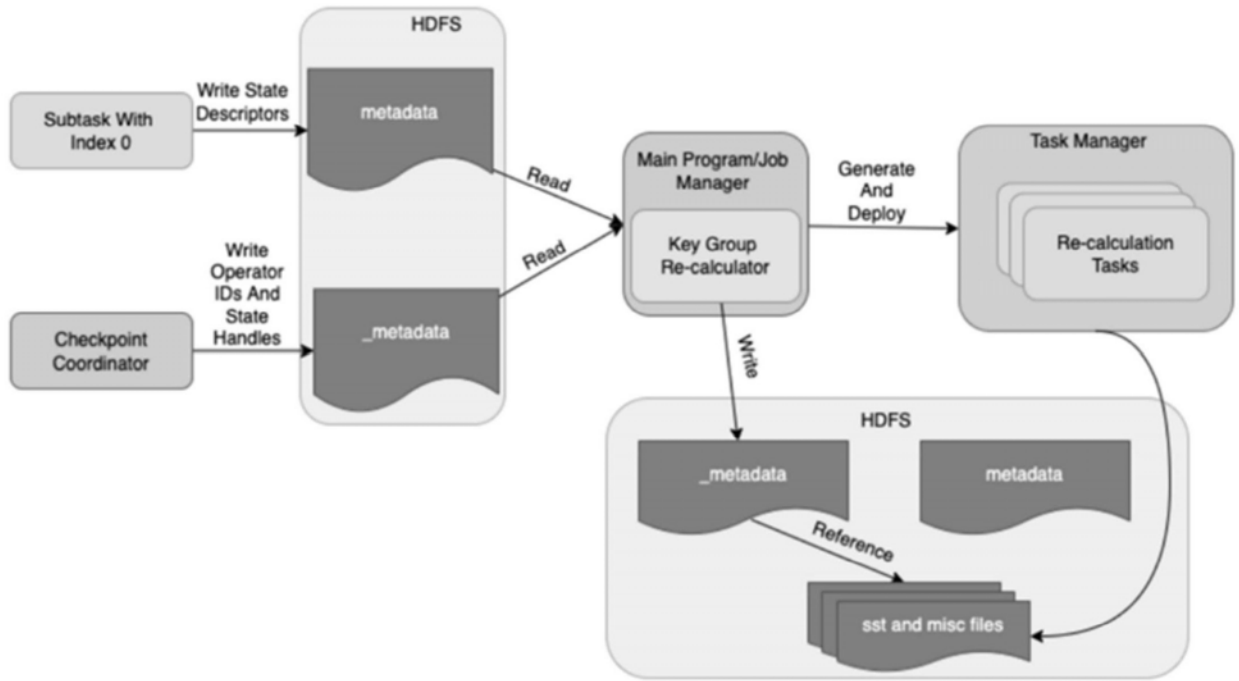 HDFS
Write State
Descriptors
metadata
Subtask With
Index 0
Read
Write
Operator
IDs And
State
Handles
_metadata
Checkpoint
Coordinator
Read
Main Program/Job
Manager
Key Group
Re-calculator
Generate
And
Deploy
Task Manager
Re-calculation
Tasks
Write
HDFS
_metadata
metadata
Reference
sst and misc files